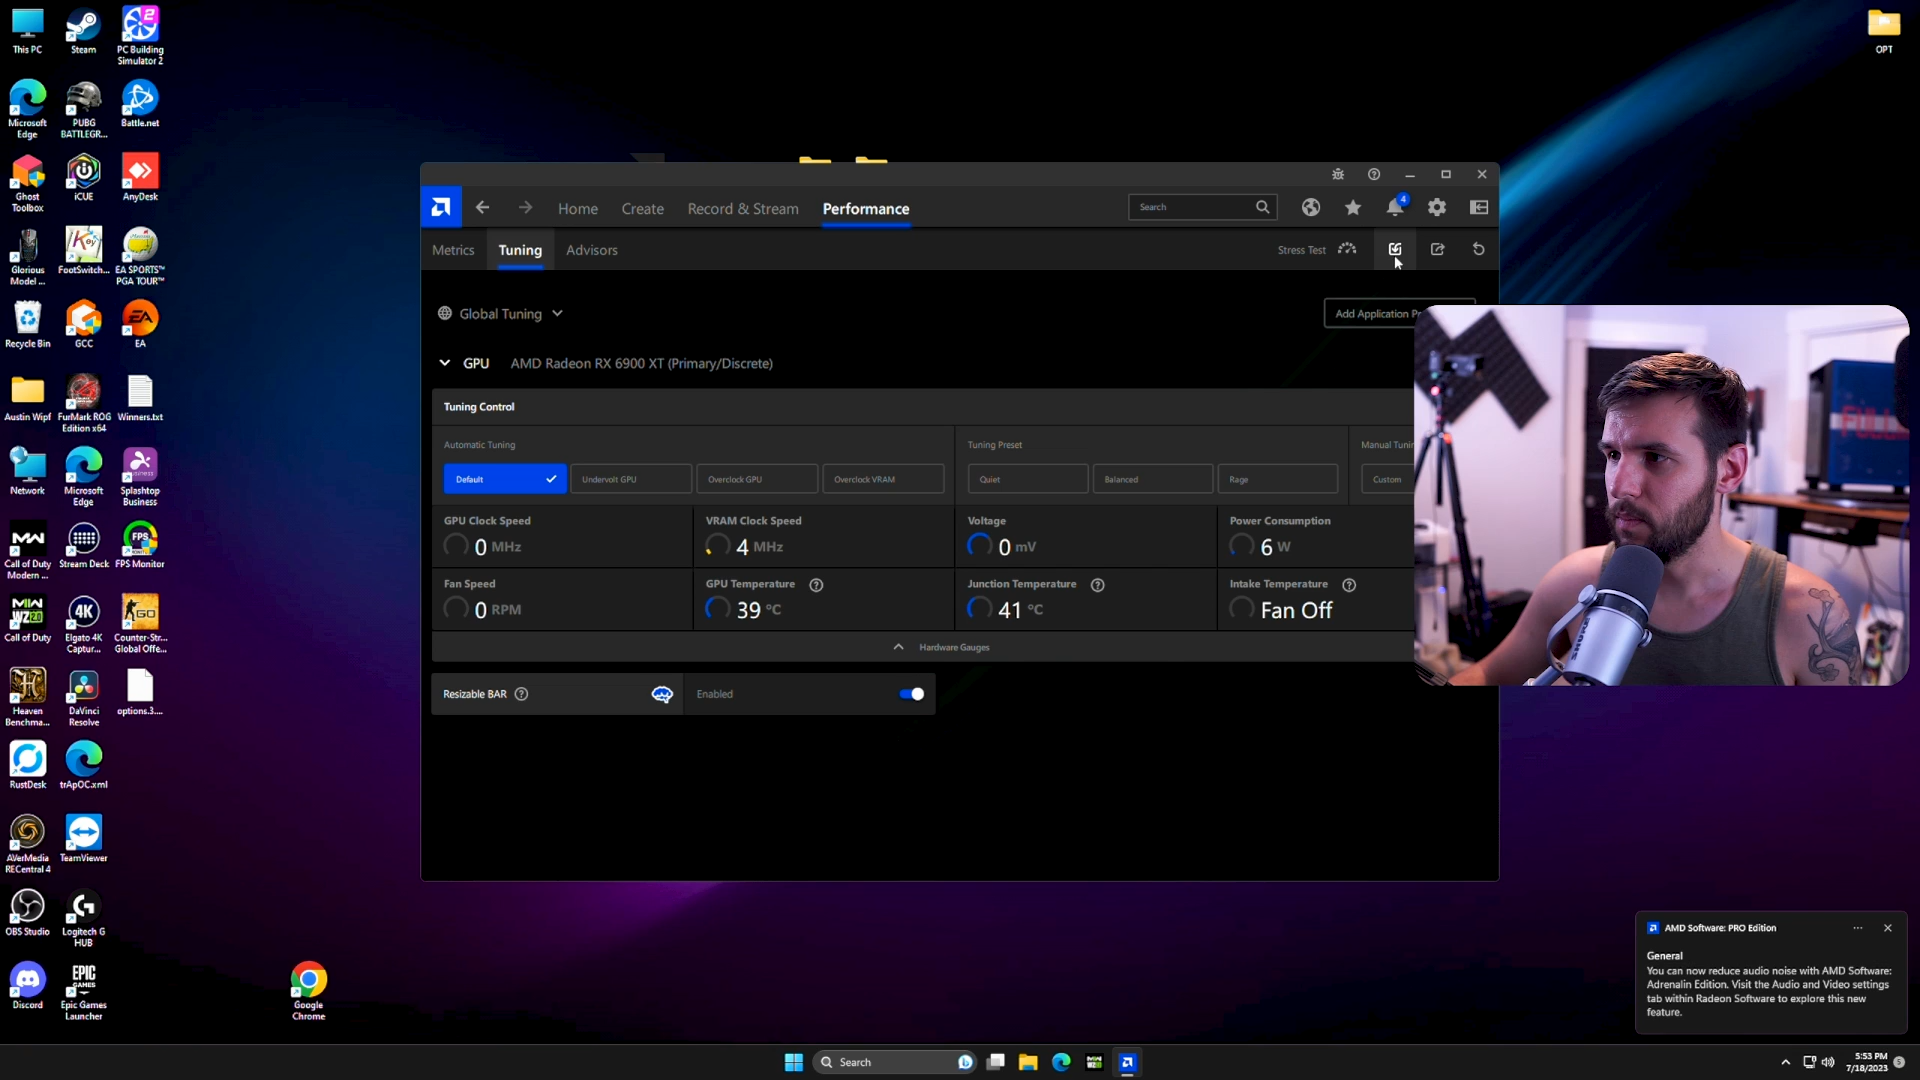 This PC
Steam
PC Building
Simulator 2
OPT
Microsoft
Edge
PUBG
BATTLEGR...
Battle.net
Ghost
Toolbox
iCUE
AnyDesk
Glorious
Model ...
FootSwitch...
EA SPORTS™
PGA TOUR™
Recycle Bin
GCC
EA
Austin Wipf
FurMark ROG
Edition x64
Winners.txt
Network
Microsoft
Edge
Splashtop
Business
Call of Duty
Modern ...
Stream Deck
FPS Monitor
Call of Duty
Elgato 4K
Captur...
Counter-Str...
Global Offe...
Heaven
Benchma...
DaVinci
Resolve
options.3....
RustDesk
trApOC.xml
AVerMedia
RECentral 4
TeamViewer
OBS Studio
Logitech G
HUB
Discord
Epic Games
Launcher
Google
Chrome
Home
Create
Record & Stream
Performance
Search
4
Metrics
Tuning
Advisors
Stress Test
Global Tuning
Add Application Pr
GPU
AMD Radeon RX 6900 XT (Primary/Discrete)
Tuning Control
Automatic Tuning
Tuning Preset
Manual Tunin
Default
Undervolt GPU
Overclock GPU
Overclock VRAM
Quiet
Balanced
Rage
Custom
GPU Clock Speed
0 MHz
VRAM Clock Speed
4 MHz
Voltage
0 mV
Power Consumption
6 W
Fan Speed
0 RPM
GPU Temperature
39 °C
Junction Temperature
41 °C
Intake Temperature
Fan Off
Hardware Gauges
Resizable BAR
Enabled
AMD Software: PRO Edition
General
You can now reduce audio noise with AMD Software:
Adrenalin Edition. Visit the Audio and Video settings
tab within Radeon Software to explore this new
feature.
Search
5:53 PM
7/18/2023
5